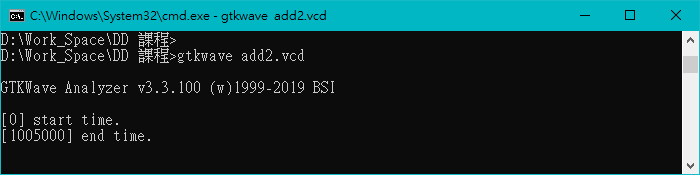 C:\Windows\System32\cmd.exe - gtkwave add2.vcd
D:\Work_Space\DD 課程>
D:\Work_Space\DD 課程>gtkwave add2.vcd
GTKWave Analyzer v3.3.100 (w)1999-2019 BSI
[0] start time.
[1005000] end time.